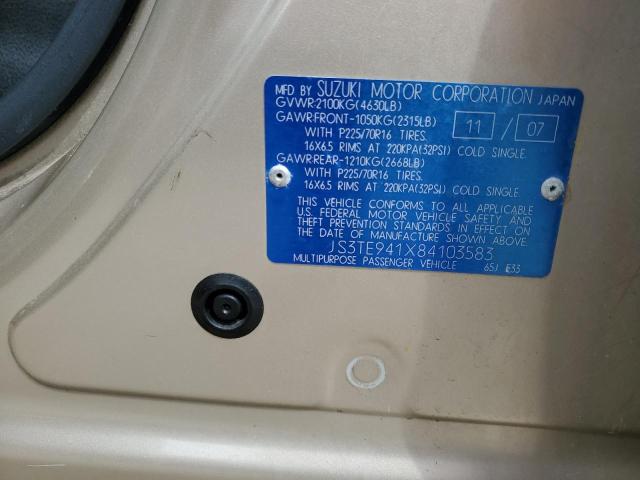 MFD BY SUZUKI MOTOR CORPORATION JAPAN
GVWR:2100KG(4630LB)
GAWR:FRONT-1050KG(2315LB) 11 / 07
WITH P225/70R16 TIRES.
16X6.5 RIMS AT 220KPA(32PSI) COLD SINGLE.
GAWR:REAR-1210KG(2668LB)
WITH P225/70R16 TIRES.
16X6.5 RIMS AT 220KPA(32PSI) COLD SINGLE.
THIS VEHICLE CONFORMS TO ALL APPLICABLE
U.S. FEDERAL MOTOR VEHICLE SAFETY AND
THEFT PREVENTION STANDARDS IN EFFECT ON
THE DATE OF MANUFACTURE SHOWN ABOVE.
JS3TE941X84103583
MULTIPURPOSE PASSENGER VEHICLE 65J E33